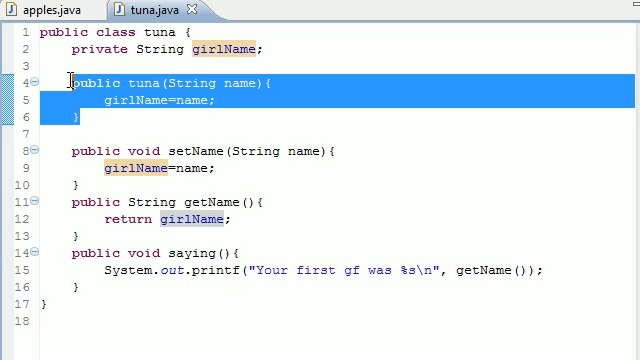 apples.java tuna.java
1 public class tuna {
2 private String girlName;
3
4 public tuna(String name){
5 girlName=name;
6 }
7
8 public void setName(String name){
9 girlName=name;
10 }
11 public String getName(){
12 return girlName;
13 }
14 public void saying(){
15 System.out.printf("Your first gf was %s\n", getName());
16 }
17 }
18